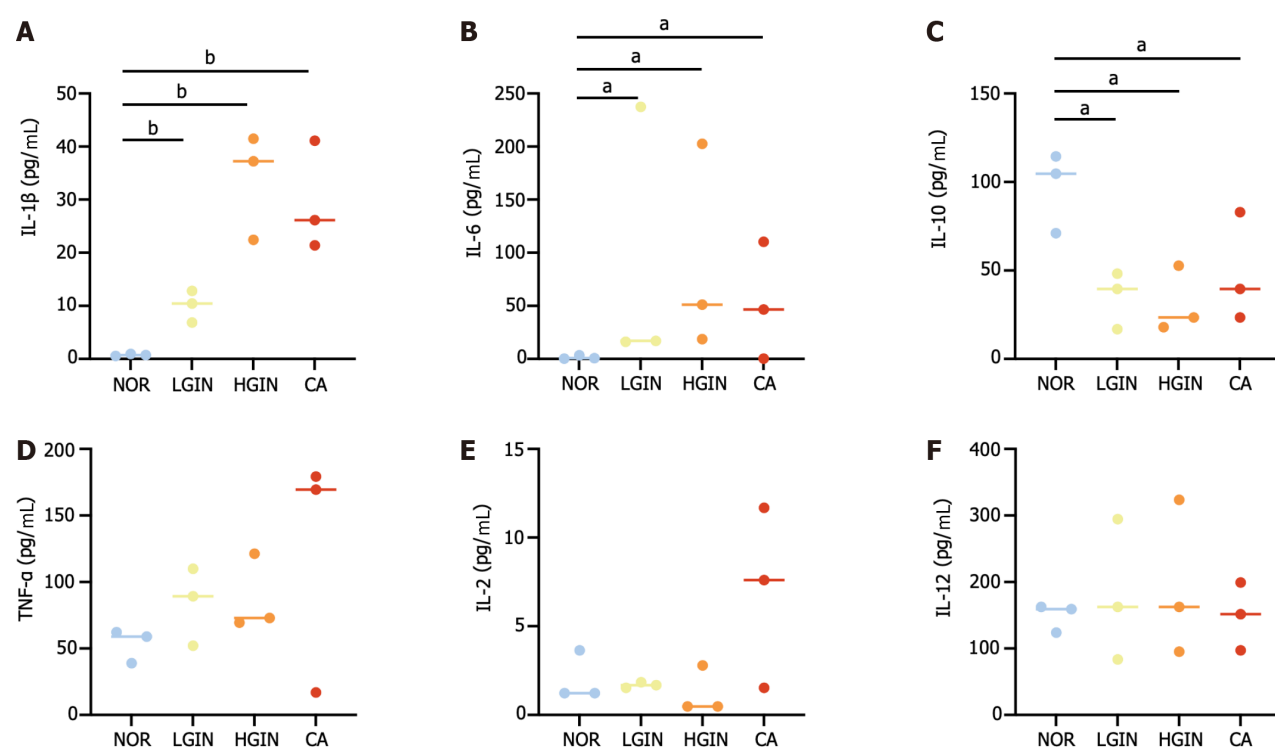 A
b
b
b
50
40
30
20
10
0
IL-1β (pg/mL)
NOR LGIN HGIN CA
B
a
a
a
250
200
150
100
50
0
IL-6 (pg/mL)
NOR LGIN HGIN CA
C
a
a
a
150
100
50
0
IL-10 (pg/mL)
NOR LGIN HGIN CA
D
200
150
100
50
0
TNF-α (pg/mL)
NOR LGIN HGIN CA
E
15
10
5
0
IL-2 (pg/mL)
NOR LGIN HGIN CA
F
400
300
200
100
0
IL-12 (pg/mL)
NOR LGIN HGIN CA